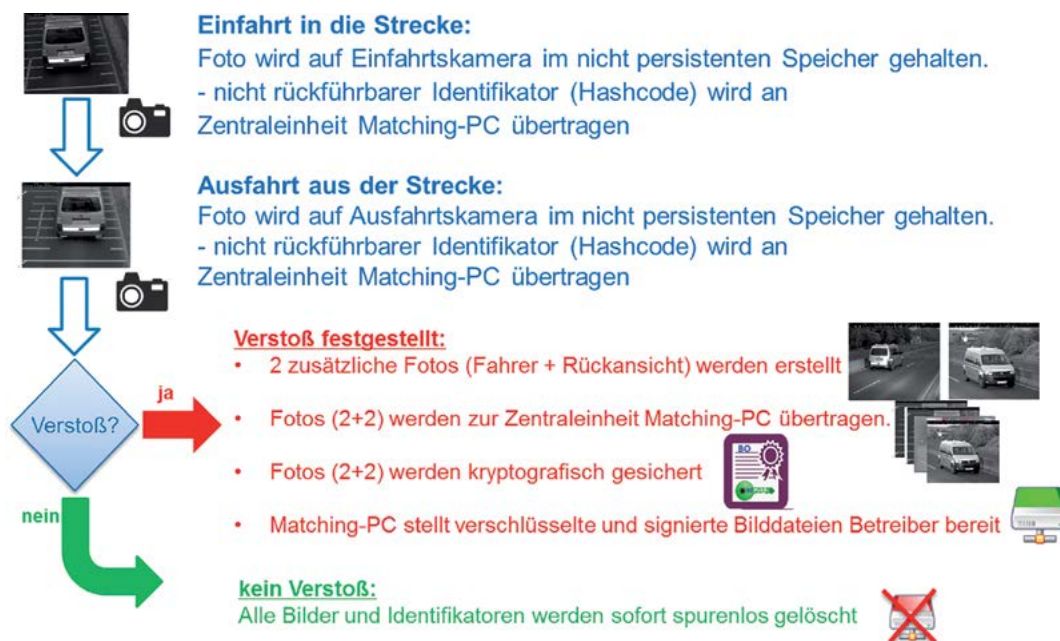 Einfahrt in die Strecke:
Foto wird auf Einfahrtskamera im nicht persistenten Speicher gehalten.
- nicht rückführbarer Identifikator (Hashcode) wird an
Zentraleinheit Matching-PC übertragen
Ausfahrt aus der Strecke:
Foto wird auf Ausfahrtskamera im nicht persistenten Speicher gehalten.
- nicht rückführbarer Identifikator (Hashcode) wird an
Zentraleinheit Matching-PC übertragen
Verstoß?
ja
Verstoß festgestellt:
• 2 zusätzliche Fotos (Fahrer + Rückansicht) werden erstellt
• Fotos (2+2) werden zur Zentraleinheit Matching-PC übertragen.
• Fotos (2+2) werden kryptografisch gesichert
BO
• Matching-PC stellt verschlüsselte und signierte Bilddateien Betreiber bereit
nein
kein Verstoß:
Alle Bilder und Identifikatoren werden sofort spurenlos gelöscht